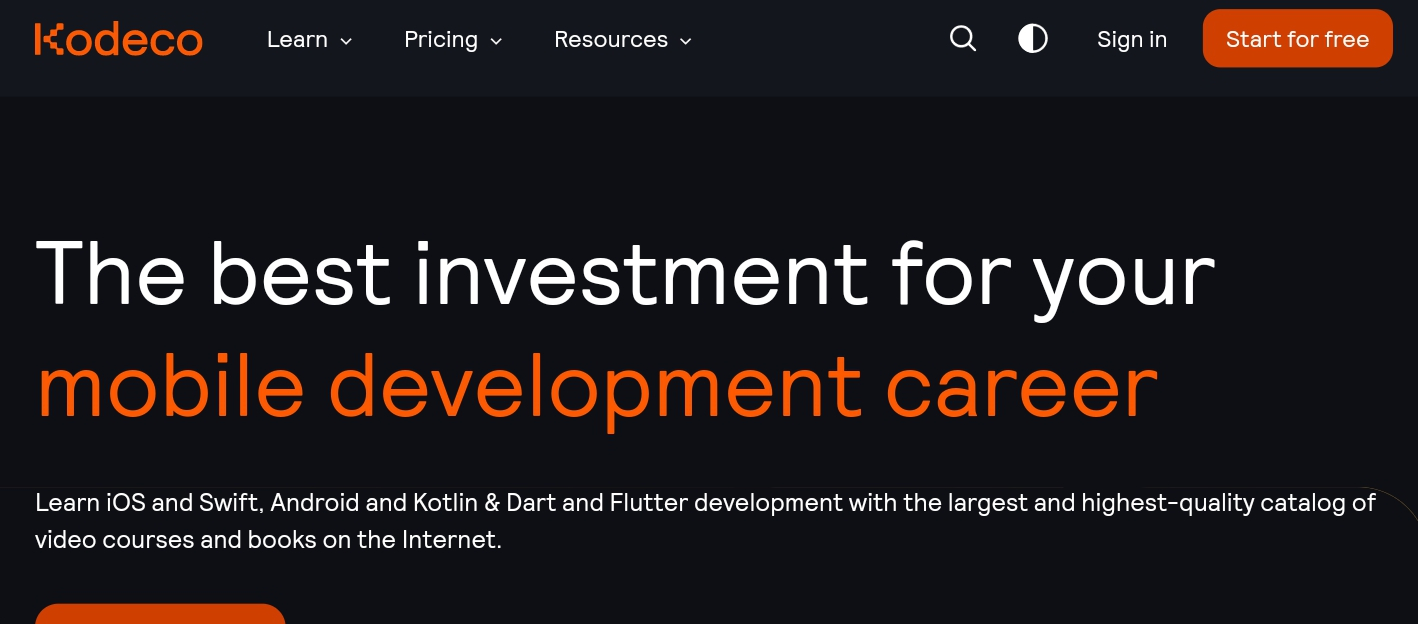 Kodeco
Learn
Pricing
Resources
Sign in
Start for free
The best investment for your
mobile development career
Learn iOS and Swift, Android and Kotlin & Dart and Flutter development with the largest and highest-quality catalog of
video courses and books on the Internet.